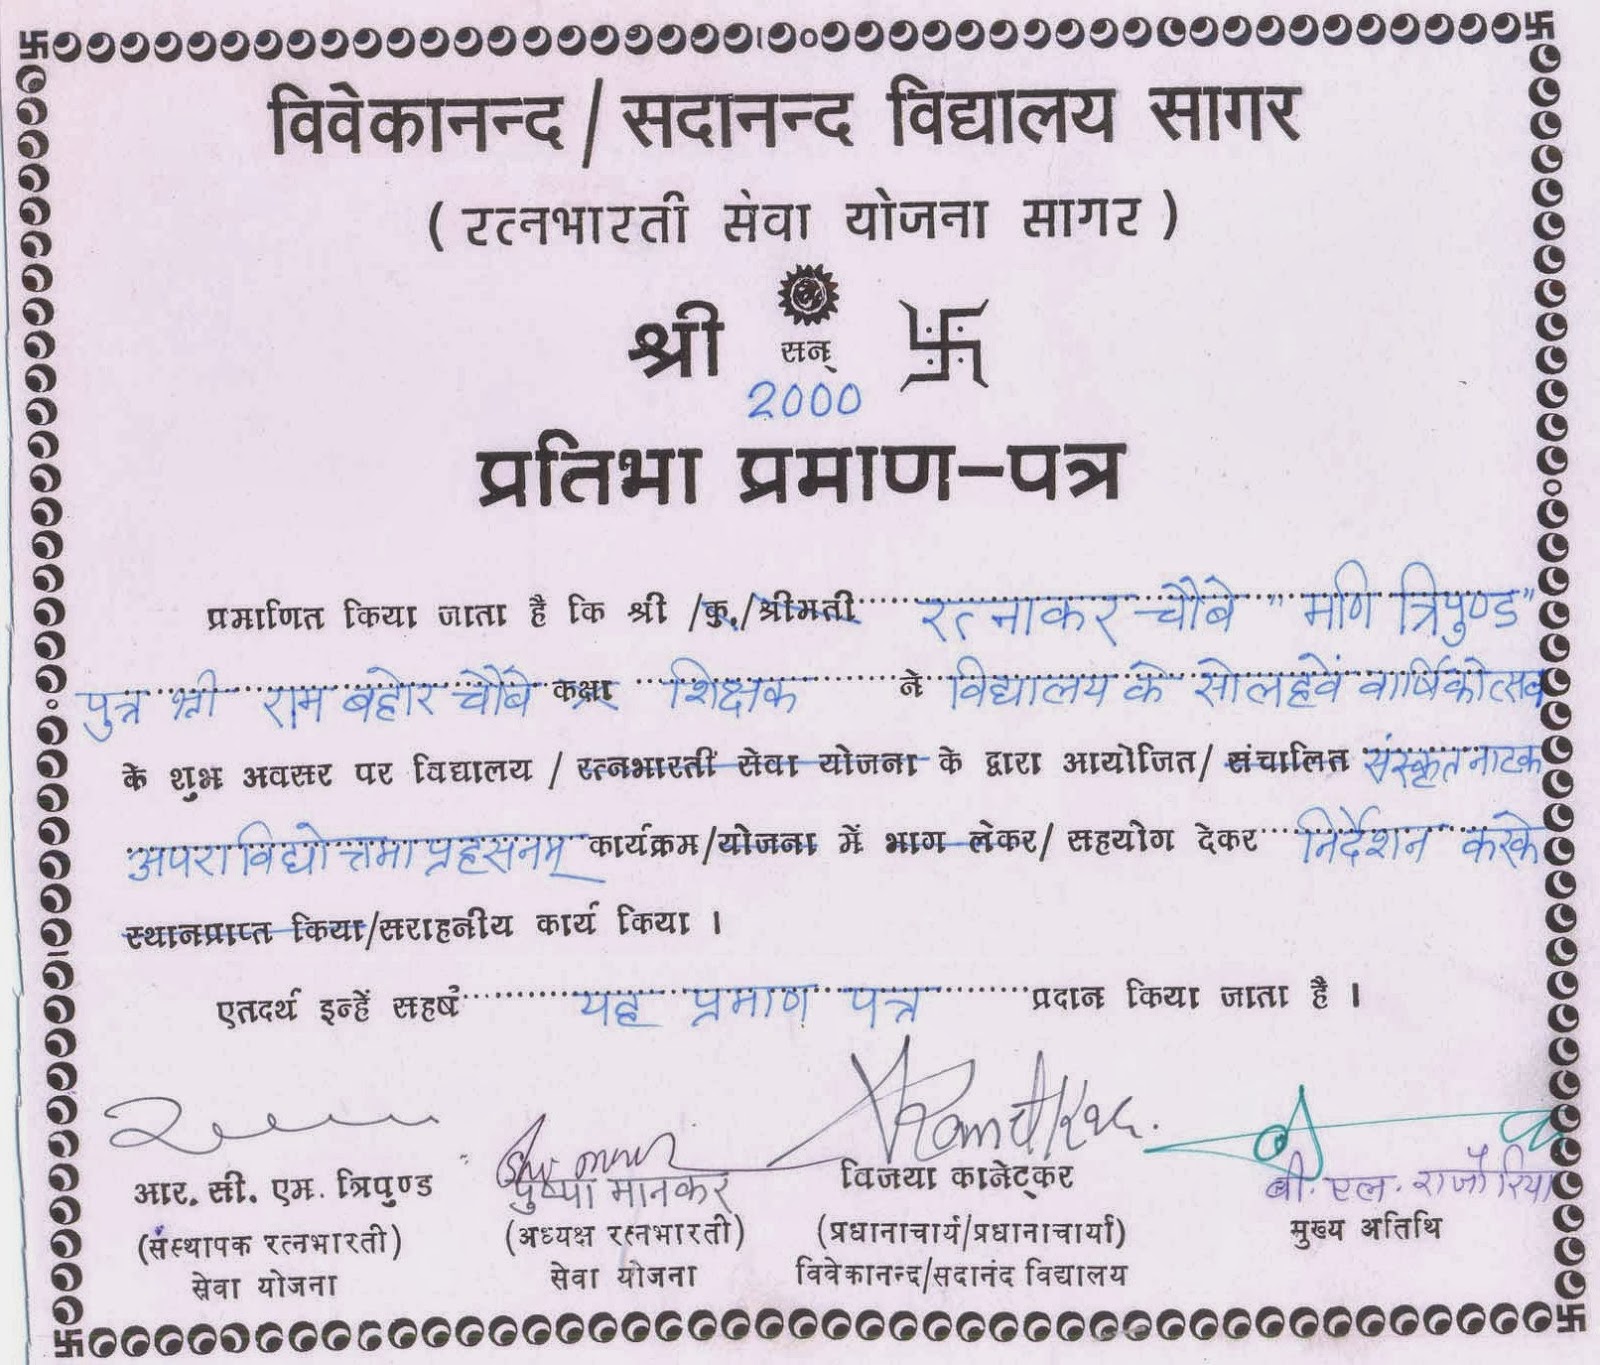 विवेकानन्द / सदानन्द विद्यालय सागर
( रत्नभारती सेवा योजना सागर )
श्री सन् 卐
2000
प्रतिभा प्रमाण-पत्र
प्रमाणित किया जाता है कि श्री /कु./श्रीमती रत्नाकर चौबे "मणि त्रिपुण्ड"
पुत्र श्री राम बहोर चौबे कक्षा शिक्षक ने विद्यालय के सोलहवें वार्षिकोत्सव
के शुभ अवसर पर विद्यालय / रत्नभारती सेवा योजना के द्वारा आयोजित/ संचालित संस्कृत नाटक
अपरा विद्योत्तमा प्रहसनम् कार्यक्रम/योजना में भाग लेकर/ सहयोग देकर निर्देशन करके
स्थानप्राप्त किया/सराहनीय कार्य किया ।
एतदर्थ इन्हें सहर्ष यह प्रमाण पत्र प्रदान किया जाता है ।
आर. सी. एम. त्रिपुण्ड पुष्पा मानकर विजया कानेट्कर बी. एल. राजौरिया
(संस्थापक रत्नभारती) (अध्यक्ष रत्नभारती) (प्रधानाचार्य/प्रधानाचार्या) मुख्य अतिथि
सेवा योजना सेवा योजना विवेकानन्द/सदानंद विद्यालय